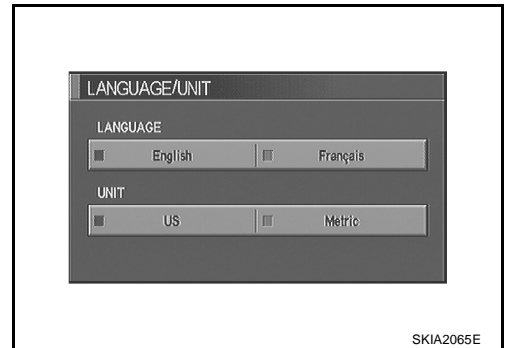 LANGUAGE/UNIT
LANGUAGE
English Français
UNIT
US Metric
SKIA2065E